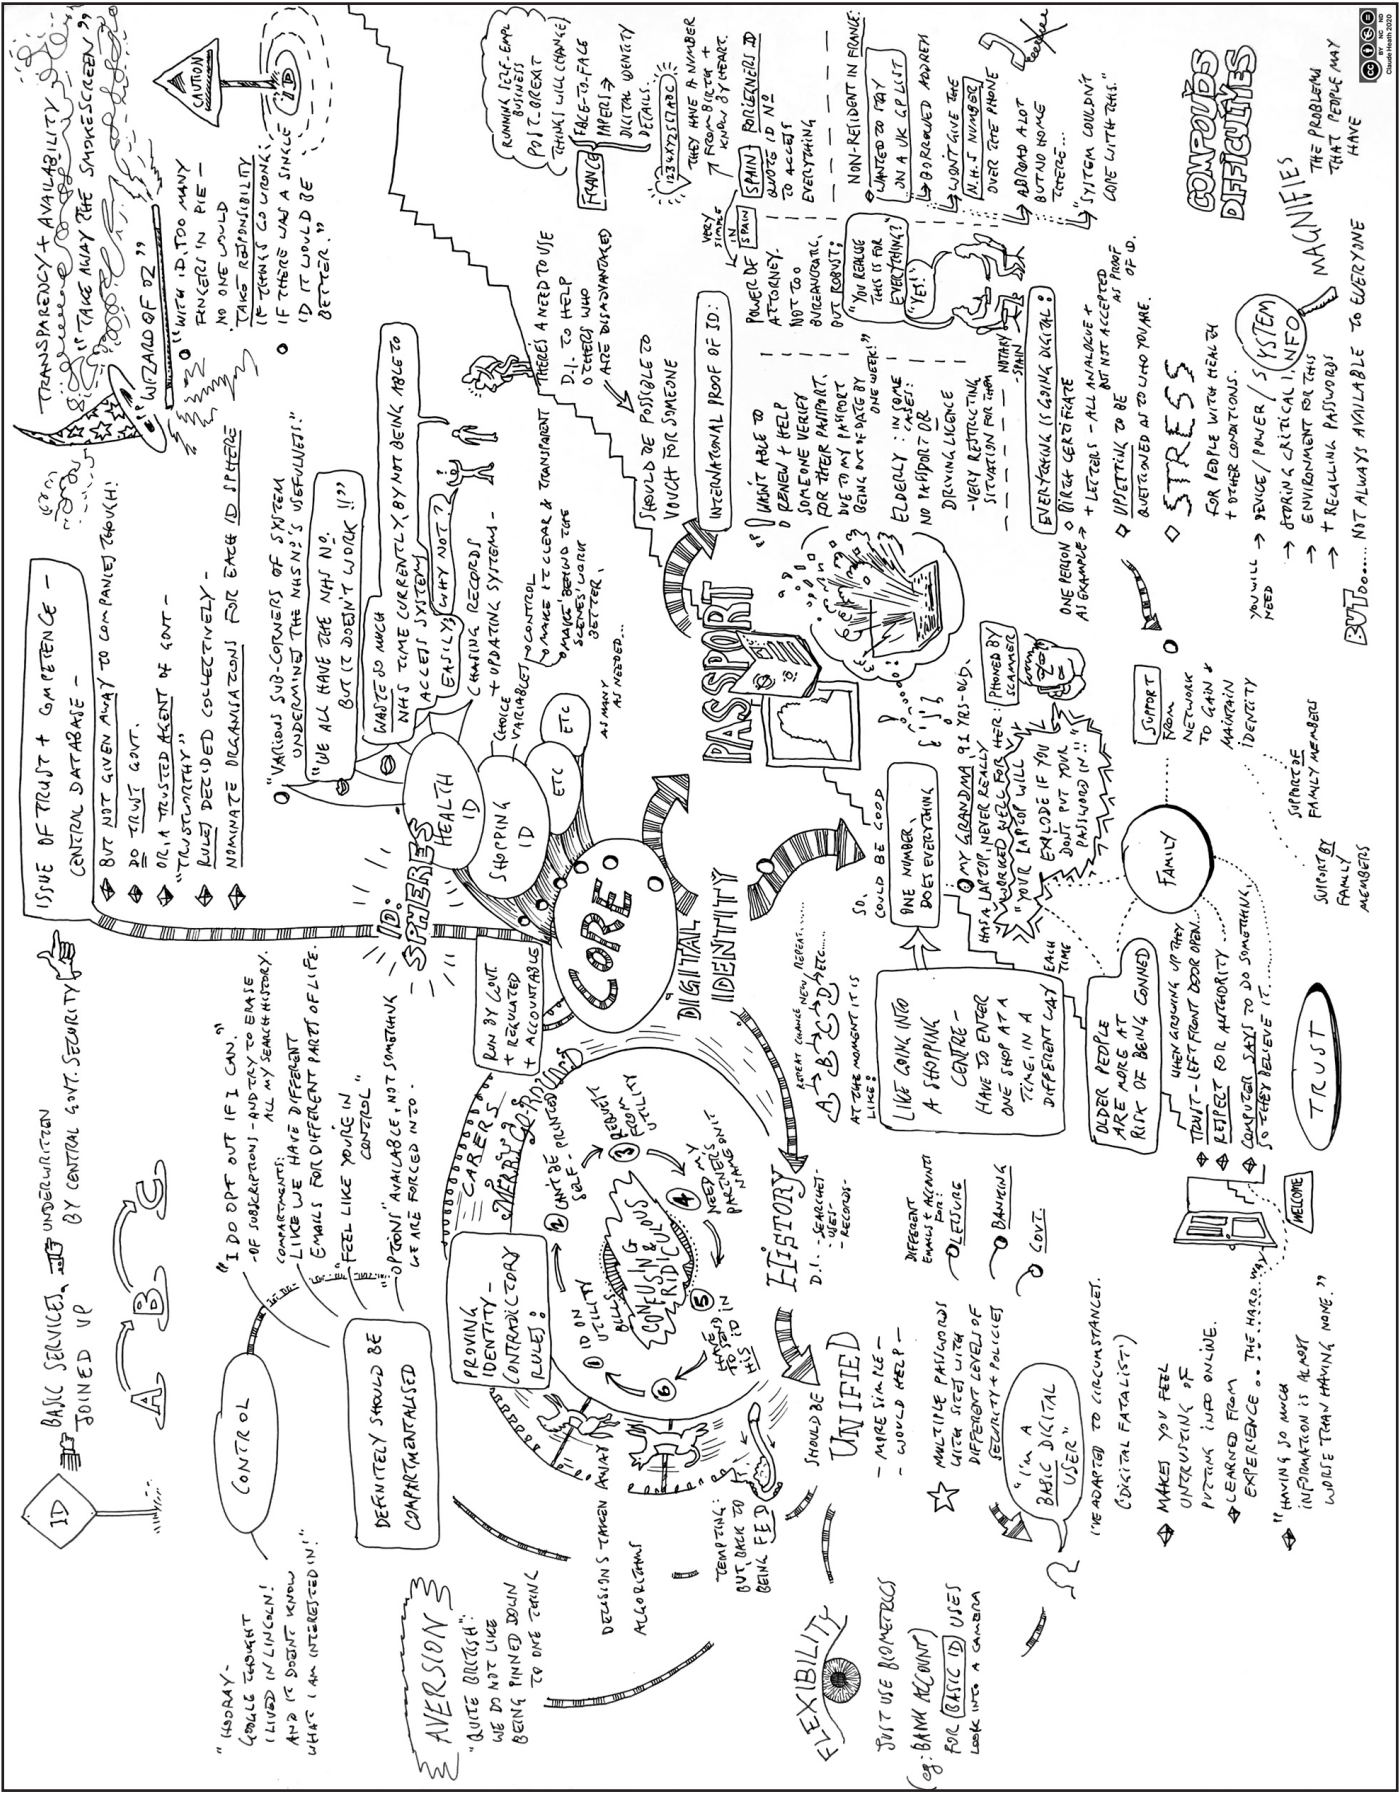 ID
BASIC SERVICES
JOINED UP
UNDERWRITTEN
BY CENTRAL GOVT. SECURITY
A
B
C
ISSUE OF TRUST + COMPETENCE -
CENTRAL DATABASE -
BUT NOT GIVEN AWAY TO COMPANIES THOUGH!
DO TRUST GOVT.
OR, A TRUSTED AGENT OF GOVT -
"TRUSTWORTHY"
RULES DECIDED COLLECTIVELY -
NOMINATE ORGANISATIONS FOR EACH ID SPHERE
TRANSPARENCY + AVAILABILITY
"TAKE AWAY THE SMOKESCREEN"
WIZARD OF OZ"
"WITH ID, TOO MANY
FINGERS IN PIE -
NO ONE WOULD
TAKE RESPONSIBILITY
IF THINGS GO WRONG.
IF THERE WAS A SINGLE
ID IT WOULD BE
BETTER."
CAUTION
ID
"HOORAY -
GOOGLE THOUGHT
I LIVED IN LINCOLN!
AND IT DOESN'T KNOW
WHAT I AM INTERESTED IN!"
CONTROL
"I DO OPT OUT IF I CAN."
- OF SUBSCRIPTIONS - AND TRY TO ERASE
ALL MY SEARCH HISTORY.
COMPARTMENTS:
LIKE WE HAVE DIFFERENT
EMAILS FOR DIFFERENT PARTS OF LIFE.
"FEEL LIKE YOU'RE IN
CONTROL"
"OPTIONS" AVAILABLE, NOT SOMETHING
WE ARE FORCED INTO -
DEFINITELY SHOULD BE
COMPARTMENTALISED
AVERSION
"QUITE BRITISH":
WE DO NOT LIKE
BEING PINNED DOWN
TO ONE THING
"VARIOUS SUB-CORNERS OF SYSTEM
UNDERMINES THE NHS NO'S USEFULNESS."
"WE ALL HAVE THE NHS NO.
BUT IT DOESN'T WORK!!"
WASTE SO MUCH
NHS TIME CURRENTLY, BY NOT BEING ABLE TO
ACCESS SYSTEMS
EASILY
WHY NOT?
CHASING RECORDS
+ UPDATING SYSTEMS -
ID:
SPHERES
HEALTH
ID
SHOPPING
ID
ETC
ETC
CHOICE
VARIABLES
CONTROL
MAKE IT CLEAR & TRANSPARENT
MAKE 'BEHIND THE
SCENES' WORK
BETTER.
AS MANY
AS NEEDED...
RUN BY GOVT
+ REGULATED
+ ACCOUNTABLE
CORE
DIGITAL
IDENTITY
CARERS
MERRY-GO-ROUND
PROVING
IDENTITY -
CONTRADICTORY
RULES:
1 ID ON
UTILITY
BILLS
2 CAN'T BE
SELF-PRINTED
3 REQUEST
FROM
UTILITY
4
NEED MY
PARTNER'S
NAME ON IT
5
HAVE
TO SEND
HIS ID IN
6
CONFUSING
&
RIDICULOUS
DECISIONS TAKEN AWAY
ALGORITHMS
TEMPTING:
BUT, BACK TO
BEING FED
THERE'S A NEED TO USE
D.I. TO HELP
OTHERS WHO
ARE DISADVANTAGED
SHOULD BE POSSIBLE TO
VOUCH FOR SOMEONE
RUNNING SELF-EMPL
BUSINESS
POST BREXIT
THINGS WILL CHANGE
FRANCE
FACE-TO-FACE
PAPERS →
DIGITAL IDENTITY
DETAILS.
123XYZ567ABC
THEY HAVE A NUMBER
FROM BIRTH +
KNOW BY HEART.
SPAIN - FOREIGNERS ID
QUOTE ID NO
TO ACCESS
EVERYTHING
VERY
SIMPLE
IN
SPAIN
POWER OF
ATTORNEY.
NOT TOO
BUREAUCRATIC,
BUT ROBUST;
"YOU REALISE
THIS IS FOR
EVERYTHING?"
"YES!"
NOTARY
- SPAIN
NON-RESIDENT IN FRANCE:
WANTED TO STAY
ON A UK GP LIST
BORROWED ADDRESS
WON'T GIVE THE
N.H.S NUMBER
OVER THE PHONE
ABROAD A LOT
BUT NO HOME
THERE...
"SYSTEM COULDN'T
COPE WITH THIS."
PASSPORT
INTERNATIONAL PROOF OF ID:
"I WASN'T ABLE TO
RENEW + HELP
SOMEONE VERIFY
FOR THEIR PASSPORT,
DUE TO MY PASSPORT
BEING OUT OF DATE BY
ONE WEEK!"
ELDERLY: IN SOME
CASES:
NO PASSPORT OR
DRIVING LICENCE
- VERY RESTRICTING
SITUATION FOR THEM
EVERYTHING IS GOING DIGITAL:
ONE PERSON
AS EXAMPLE →
BIRTH CERTIFICATE
+ LETTERS - ALL ANALOGUE +
BUT NOT ACCEPTED
AS PROOF
OF ID.
UPSETTING TO BE
QUESTIONED AS TO WHO YOU ARE.
STRESS
FOR PEOPLE WITH HEALTH
+ OTHER CONDITIONS.
YOU WILL
NEED
→ DEVICE / POWER / SYSTEM
→ STORING CRITICAL INFO
→ ENVIRONMENT FOR THIS
→ + RECALLING PASSWORDS
BUT..... NOT ALWAYS AVAILABLE TO EVERYONE
COMPOUNDS
DIFFICULTIES
MAGNIFIES
THE PROBLEMS
THAT PEOPLE MAY
HAVE
SO,
COULD BE GOOD
ONE NUMBER,
DOES EVERYTHING
REPEAT CHANGE NEW/REPEAT.....
A → B → C → D → ETC.....
AT THE MOMENT IT IS
LIKE:
LIKE GOING INTO
A SHOPPING
CENTRE -
HAVE TO ENTER
ONE SHOP AT A
TIME, IN A
DIFFERENT WAY
EACH
TIME
MY GRANDMA 91 YRS-OLD,
HAD A LAPTOP, NEVER REALLY
WORKED WELL FOR HER:
"YOUR LAPTOP WILL
EXPLODE IF YOU
DON'T PUT YOUR
PASSWORD IN!!"
PHONED BY
SCAMMER
OLDER PEOPLE
ARE MORE AT
RISK OF BEING CONNED
WHEN GROWING UP THEY
TRUST - LEFT FRONT DOOR OPEN...
RESPECT FOR AUTHORITY ....
COMPUTER SAYS TO DO SOMETHING,
SO THEY BELIEVE IT........
FAMILY
SUPPORT
FROM
NETWORK
TO GAIN &
MAINTAIN
IDENTITY
SUPPORT OF
FAMILY MEMBERS
SUPPORT BY
FAMILY
MEMBERS
TRUST
WELCOME
HISTORY
D.I. - SEARCHES -
- USES -
- RECORDS -
SHOULD BE
UNIFIED
- MORE SIMPLE -
- WOULD HELP -
MULTIPLE PASSWORDS
WITH SITES WITH
DIFFERENT LEVELS OF
SECURITY + POLICIES
DIFFERENT
EMAILS + ACCOUNTS
FOR:
LEISURE
BANKING
GOVT.
"I'M A
BASIC DIGITAL
USER"
I'VE ADAPTED TO CIRCUMSTANCES.
(DIGITAL FATALIST!)
MAKES YOU FEEL
UNTRUSTING OF
PUTTING INFO ONLINE.
LEARNED FROM
EXPERIENCE ... THE HARD WAY
"HAVING SO MUCH
INFORMATION IS ALMOST
WORSE THAN HAVING NONE."
FLEXIBILITY
JUST USE BIOMETRICS
(eg: BANK ACCOUNT)
FOR BASIC ID USES
LOOK INTO A CAMERA
CC BY NC ND
Claude Heath 2020